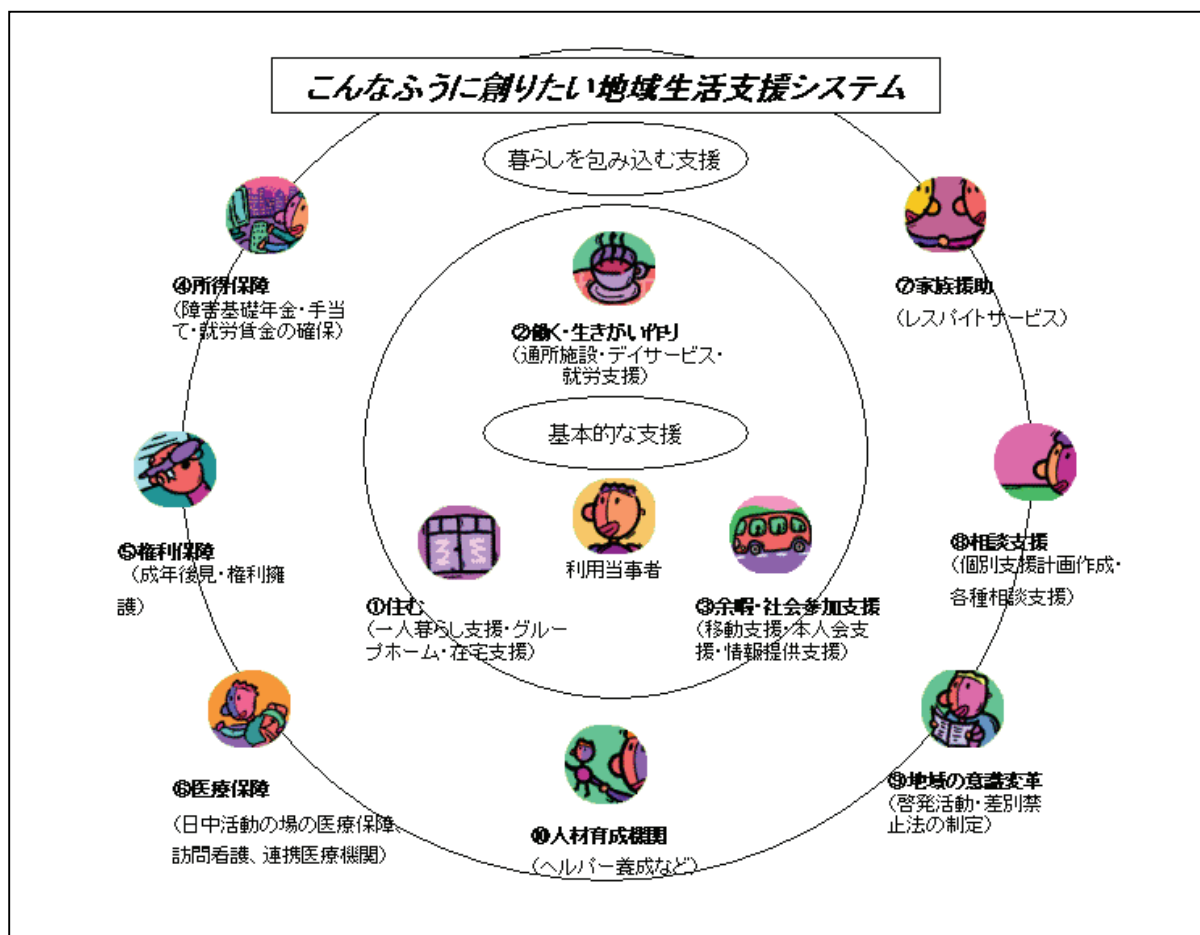 こんなふうに創りたい地域生活支援システム
暮らしを包み込む支援
④所得保障
(障害基礎年金・手当
て・就労賃金の確保)
⑦家族援助
(レスパイトサービス)
②働く・生きがい作り
(通所施設・デイサービス・
就労支援)
基本的な支援
⑤権利保障
(成年後見・権利擁
護)
利用当事者
⑧相談支援
(個別支援計画作成・
各種相談支援)
①住む
(一人暮らし支援・グルー
プホーム・在宅支援)
③余暇・社会参加支援
(移動支援・本人会支
援・情報提供支援)
⑥医療保障
(日中活動の場の医療保障、
訪問看護、連携医療機関)
⑩人材育成機関
(ヘルパー養成など)
⑨地域の意識変革
(啓発活動・差別禁
止法の制定)